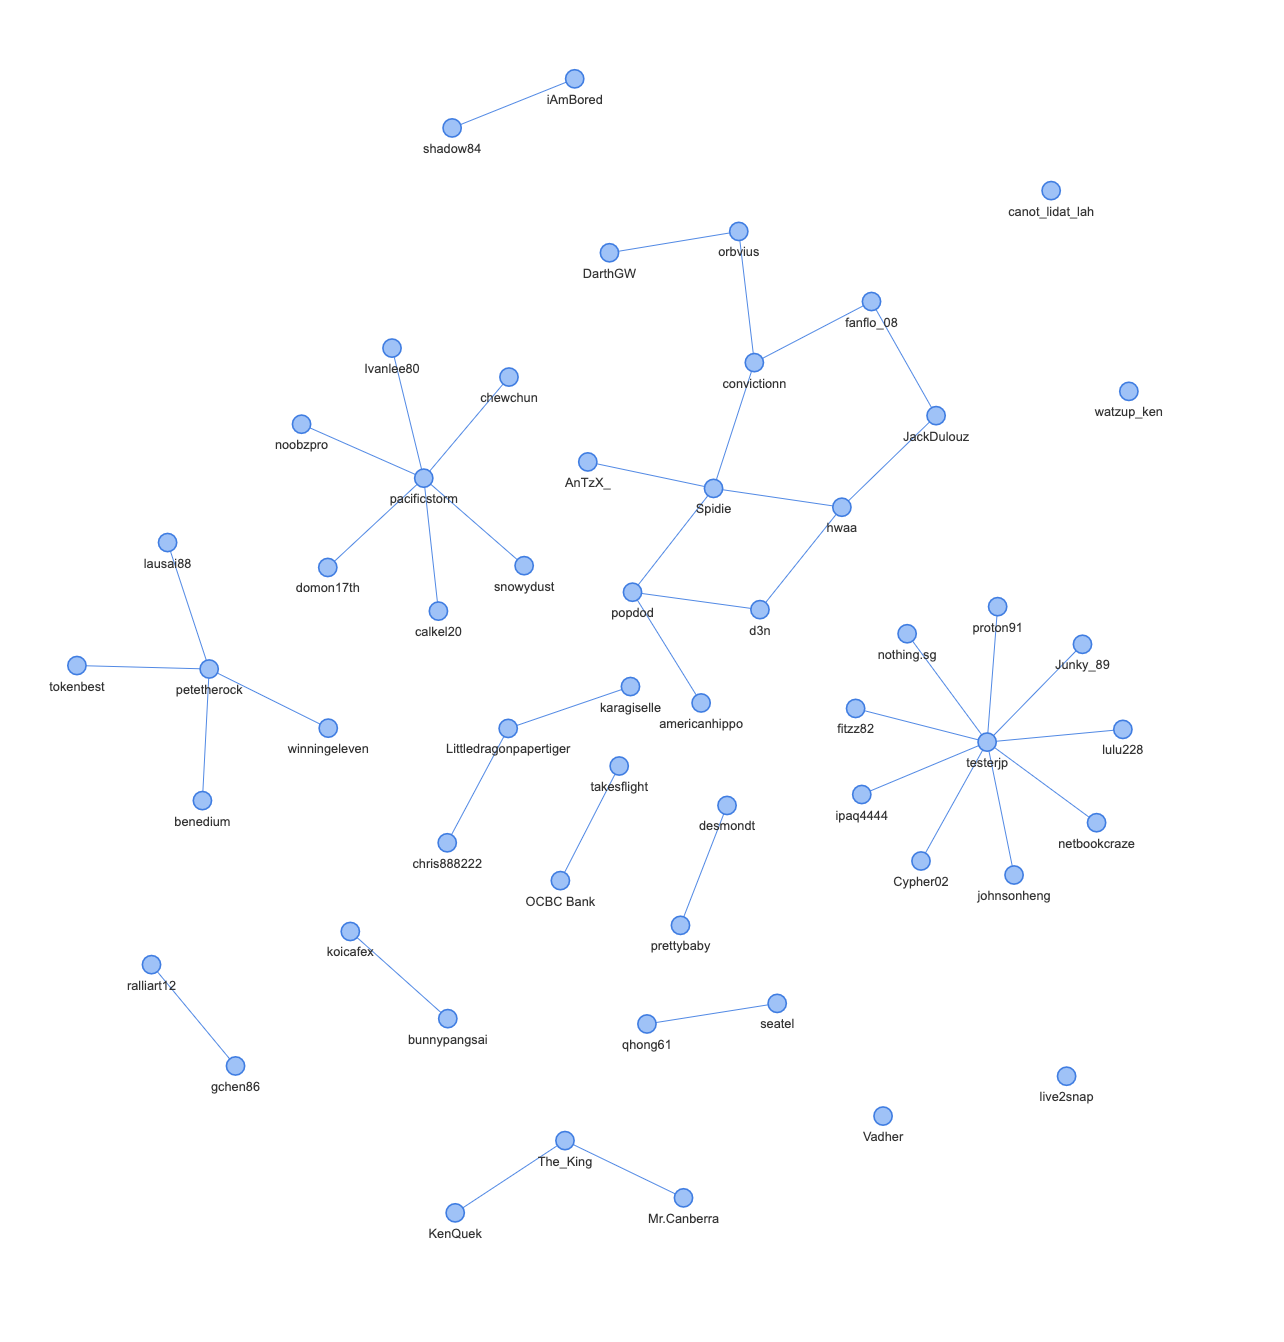 iAmBored
shadow84
canot_lidat_lah
orbvius
DarthGW
fanflo_08
Ivanlee80
convictionn
chewchun
watzup_ken
JackDulouz
noobzpro
AnTzX_
pacificstorm
Spidie
hwaa
lausai88
snowydust
domon17th
popdod
proton91
d3n
calkel20
nothing.sg
Junky_89
tokenbest
petetherock
karagiselle
americanhippo
fitzz82
winningeleven
Littledragonpapertiger
lulu228
testerjp
takesflight
ipaq4444
benedium
desmondt
netbookcraze
chris888222
Cypher02
johnsonheng
OCBC Bank
prettybaby
koicafex
ralliart12
seatel
bunnypangsai
qhong61
gchen86
live2snap
Vadher
The_King
Mr.Canberra
KenQuek